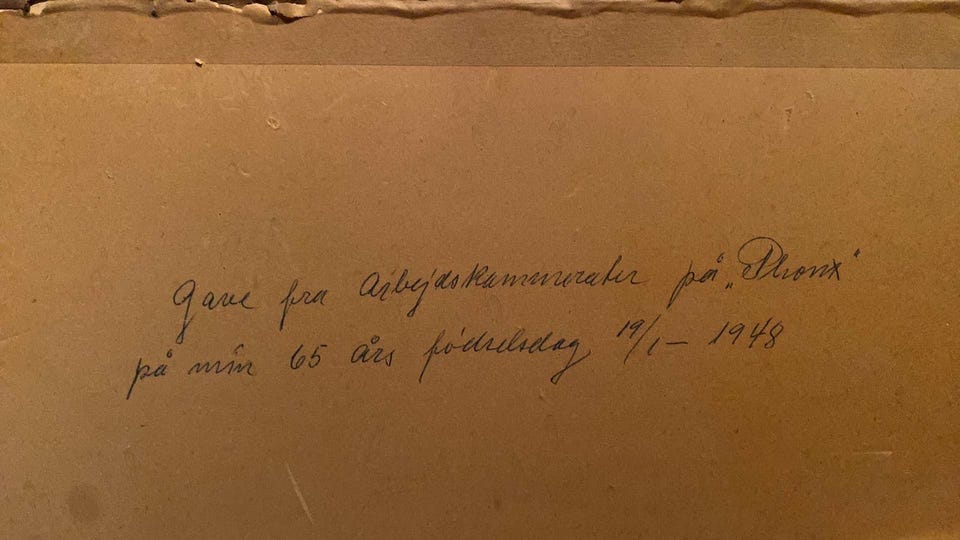 Gave fra Arbejdskammerater på „Phønix“
på min 65 års fødselsdag 19/1 – 1948